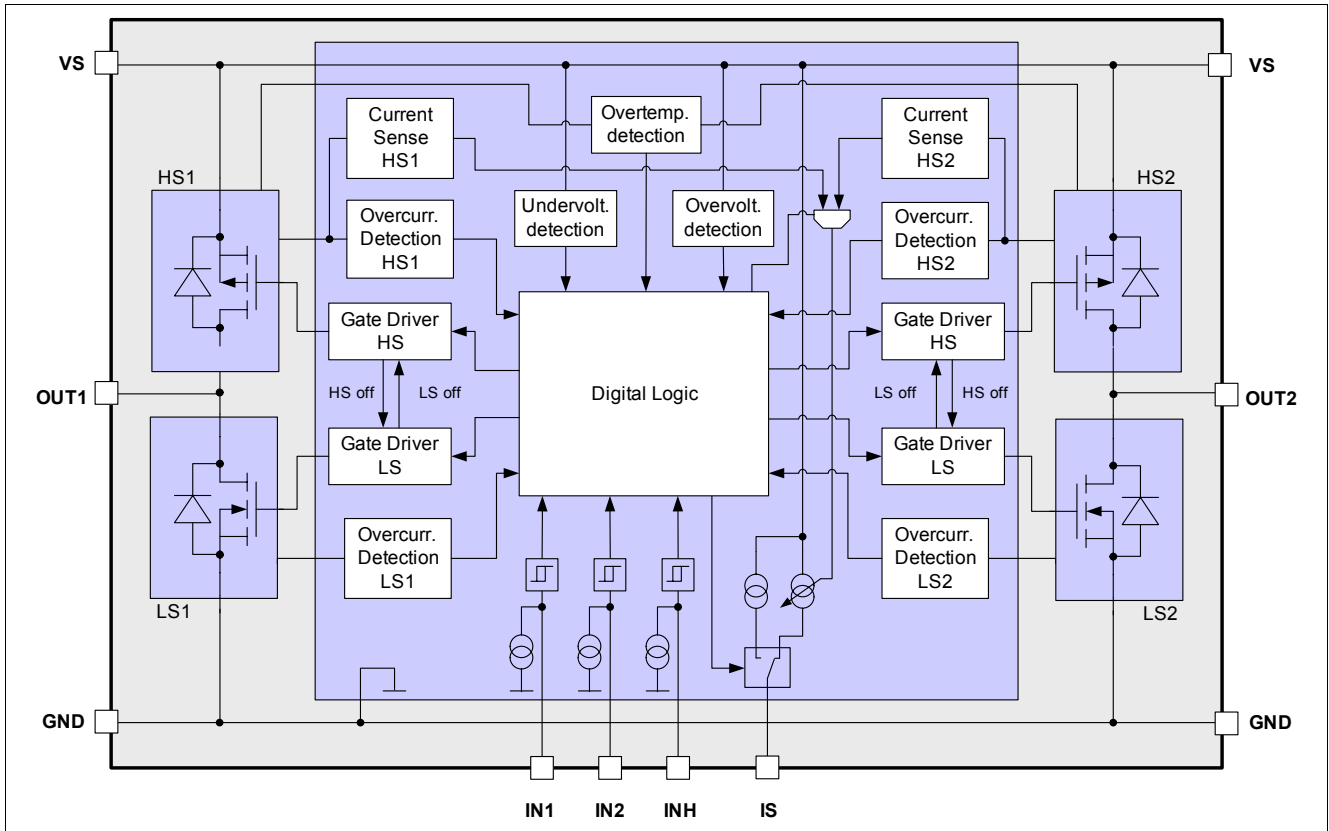 VS
VS
Current
Sense
HS1
Overtemp.
detection
Current
Sense
HS2
HS1
HS2
Overcurr.
Detection
HS1
Undervolt.
detection
Overvolt.
detection
Overcurr.
Detection
HS2
Gate Driver
HS
Gate Driver
HS
Digital Logic
OUT1
HS off
LS off
LS off
HS off
OUT2
Gate Driver
LS
Gate Driver
LS
Overcurr.
Detection
LS1
Overcurr.
Detection
LS2
LS1
LS2
GND
GND
IN1
IN2
INH
IS